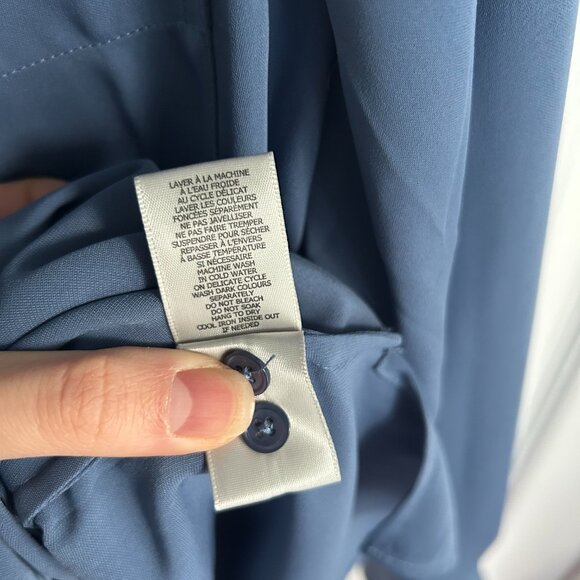 LAVER À LA MACHINE
À L'EAU FROIDE
AU CYCLE DÉLICAT
LAVER LES COULEURS
FONCÉES SÉPARÉMENT
NE PAS JAVELLISER
NE PAS FAIRE TREMPER
SUSPENDRE POUR SÉCHER
REPASSER À L'ENVERS
À BASSE TEMPÉRATURE
SI NÉCESSAIRE
MACHINE WASH
IN COLD WATER
ON DELICATE CYCLE
WASH DARK COLOURS
SEPARATELY
DO NOT BLEACH
DO NOT SOAK
HANG TO DRY
COOL IRON INSIDE OUT
IF NEEDED